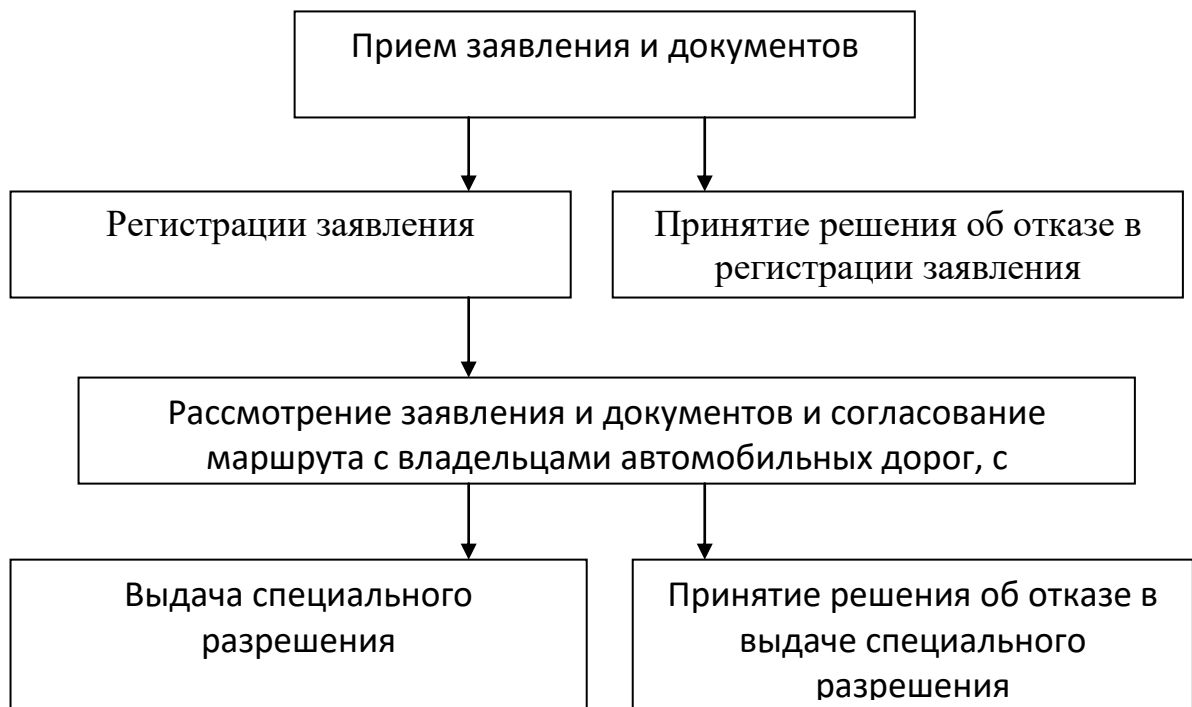 Прием заявления и документов
Регистрации заявления
Принятие решения об отказе в
регистрации заявления
Рассмотрение заявления и документов и согласование
маршрута с владельцами автомобильных дорог, с
Выдача специального
разрешения
Принятие решения об отказе в
выдаче специального
разрешения